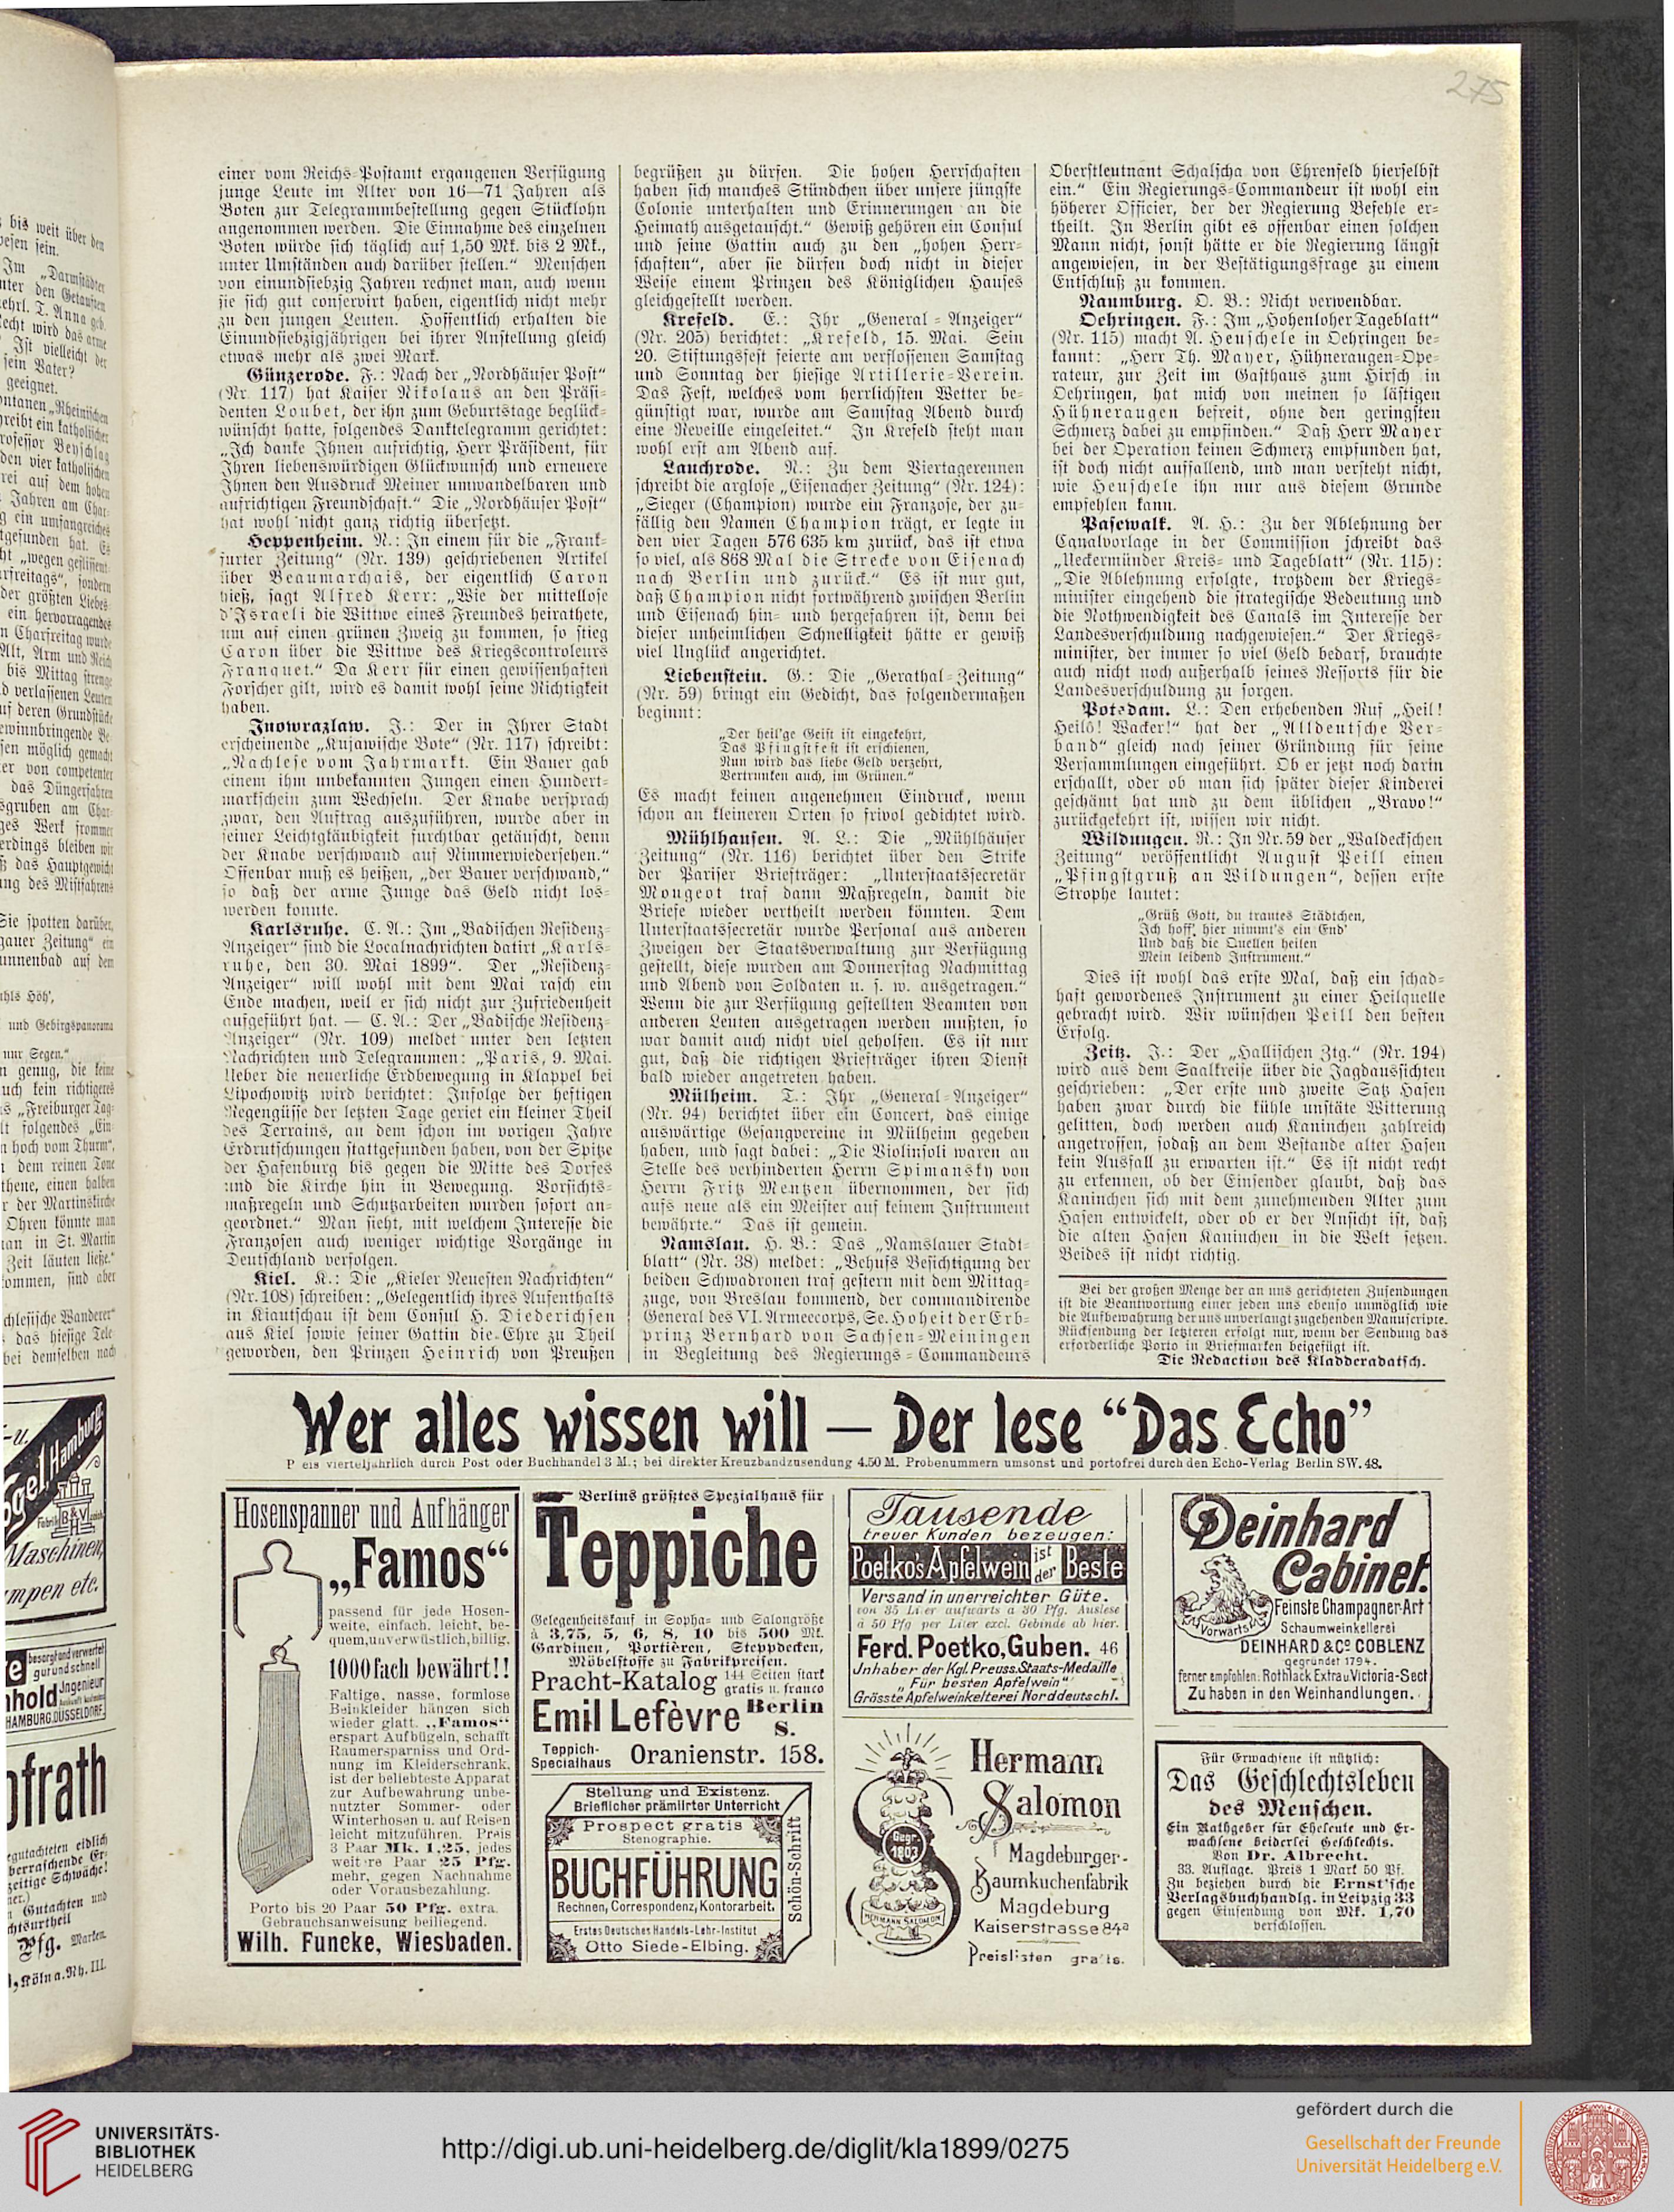 275
einer vom Reichs-Postamt ergangenen Verfügung
junge Leute im Alter von 16—71 Jahren als
Boten zur Telegrammbestellung gegen Stücklohn
angenommen werden. Die Einnahme des einzelnen
Boten würde sich täglich auf 1,50 Mk. bis 2 Mk.,
unter Umständen auch darüber stellen.“ Menschen
von einundsiebzig Jahren rechnet man, auch wenn
sie sich gut conservirt haben, eigentlich nicht mehr
zu den jungen Leuten. Hoffentlich erhalten die
Einundsiebzigjährigen bei ihrer Anstellung gleich
etwas mehr als zwei Mark.
Günzerode. F.: Nach der „Nordhäuser Post“
(Nr. 117) hat Kaiser Nikolaus an den Präsi-
denten Loubet, der ihn zum Geburtstage beglück-
wünscht hatte, folgendes Danktelegramm gerichtet:
„Ich danke Ihnen aufrichtig, Herr Präsident, für
Ihren liebenswürdigen Glückwunsch und erneuere
Ihnen den Ausdruck Meiner umwandelbaren und
aufrichtigen Freundschaft.“ Die „Nordhäuser Post“
hat wohl nicht ganz richtig übersetzt.
Heppenheim. N.: In einem für die „Frank-
furter Zeitung“ (Nr. 139) geschriebenen Artikel
über Beaumarchais, der eigentlich Caron
hieß, sagt Alfred Kerr: „Wie der mittellose
d'Israeli die Wittwe eines Freundes heirathete,
um auf einen grünen Zweig zu kommen, so stieg
Caron über die Wittwe des Kriegscontroleurs
Franquet.“ Da Kerr für einen gewissenhaften
Forscher gilt, wird es damit wohl seine Richtigkeit
haben.
Inowrazlaw. J.: Der in Ihrer Stadt
erscheinende „Kujawische Bote“ (Nr. 117) schreibt:
„Nachlese vom Jahrmarkt. Ein Bauer gab
einem ihm unbekannten Jungen einen Hundert-
markschein zum Wechseln. Der Knabe versprach
zwar, den Auftrag auszuführen, wurde aber in
seiner Leichtgläubigkeit furchtbar getäuscht, denn
der Knabe verschwand auf Nimmerwiedersehen.“
Offenbar muß es heißen, „der Bauer verschwand,“
so daß der arme Junge das Geld nicht los-
werden konnte.
Karlsruhe. C. A.: Im „Badischen Residenz-
Anzeiger“ sind die Localnachrichten datirt „Karls-
ruhe, den 30. Mai 1899“. Der „Residenz-
Anzeiger“ will wohl mit dem Mai rasch ein
Ende machen, weil er sich nicht zur Zufriedenheit
aufgeführt hat. — C. A.: Der „Badische Residenz-
Anzeiger“ (Nr. 109) meldet unter den letzten
Nachrichten und Telegrammen: „Paris, 9. Mai.
Ueber die neuerliche Erdbewegung in Klappel bei
Lipochowitz wird berichtet: Infolge der heftigen
Regengüsse der letzten Tage geriet ein kleiner Theil
des Terrains, an dem schon im vorigen Jahre
Erdrutschungen stattgefunden haben, von der Spitze
der Hasenburg bis gegen die Mitte des Dorfes
und die Kirche hin in Bewegung. Vorsichts-
maßregeln und Schutzarbeiten wurden sofort an-
geordnet.“ Man sieht, mit welchem Interesse die
Franzosen auch weniger wichtige Vorgänge in
Deutschland verfolgen.
Kiel. K.: Die „Kieler Neuesten Nachrichten“
(Nr. 108) schreiben: „Gelegentlich ihres Aufenthalts
in Kiautschau ist dem Consul H. Diederichsen
aus Kiel sowie seiner Gattin die Ehre zu Theil
geworden, den Prinzen Heinrich von Preußen
begrüßen zu dürfen. Die hohen Herrschaften
haben sich manches Stündchen über unsere jüngste
Colonie unterhalten und Erinnerungen an die
Heimath ausgetauscht.“ Gewiß gehören ein Consul
und seine Gattin auch zu den „hohen Herr-
schaften“, aber sie dürfen doch nicht in dieser
Weise einem Prinzen des Königlichen Hauses
gleichgestellt werden.
Krefeld. E.: Ihr „General-Anzeiger“
(Nr. 205) berichtet: „Krefeld, 15. Mai. Sein
20. Stiftungsfest feierte am verflossenen Samstag
und Sonntag der hiesige Artillerie-Verein.
Das Fest, welches vom herrlichsten Wetter be-
günstigt war, wurde am Samstag Abend durch
eine Reveille eingeleitet.“ In Krefeld steht man
wohl erst am Abend auf.
Lauchrode. N.: Zu dem Viertagerennen
schreibt die arglose „Eisenacher Zeitung“ (Nr. 124):
„Sieger (Champion) wurde ein Franzose, der zu-
fällig den Namen Champion trägt, er legte in
den vier Tagen 576 635 km zurück, das ist etwa
so viel, als 868 Mal die Strecke von Eisenach
nach Berlin und zurück.“ Es ist nur gut,
daß Champion nicht fortwährend zwischen Berlin
und Eisenach hin- und hergefahren ist, denn bei
dieser unheimlichen Schnelligkeit hätte er gewiß
viel Unglück angerichtet.
Liebenstein. G.: Die „Gerathal-Zeitung“
(Nr. 59) bringt ein Gedicht, das folgendermaßen
beginnt:
„Der heil'ge Geist ist eingekehrt,
Das Pfingstfest ist erschienen,
Nun wird das liebe Geld verzehrt,
Vertrunken auch, im Grünen.“
Es macht keinen angenehmen Eindruck, wenn
schon an kleineren Orten so frivol gedichtet wird.
Mühlhausen. A. L.: Die „Mühlhäuser
Zeitung“ (Nr. 116) berichtet über den Strike
der Pariser Briefträger: „Unterstaatssecretär
Mougeot traf dann Maßregeln, damit die
Briefe wieder vertheilt werden könnten. Dem
Unterstaatssecretär wurde Personal aus anderen
Zweigen der Staatsverwaltung zur Verfügung
gestellt, diese wurden am Donnerstag Nachmittag
und Abend von Soldaten u. s. w. ausgetragen.“
Wenn die zur Verfügung gestellten Beamten von
anderen Leuten ausgetragen werden mußten, so
war damit auch nicht viel geholfen. Es ist nur
gut, daß die richtigen Briefträger ihren Dienst
bald wieder angetreten haben.
Mülheim. T.: Ihr „General-Anzeiger“
(Nr. 94) berichtet über ein Concert, das einige
auswärtige Gesangvereine in Mülheim gegeben
haben, und sagt dabei: „Die Violinsoli waren an
Stelle des verhinderten Herrn Spimansky von
Herrn Fritz Mentzen übernommen, der sich
aufs neue als ein Meister auf keinem Instrument
bewährte.“ Das ist gemein.
Namslau. H. B.: Das „Namslauer Stadt-
blatt“ (Nr. 38) meldet: „Behufs Besichtigung der
beiden Schwadronen traf gestern mit dem Mittag-
zuge, von Breslau kommend, der commandirende
General des VI. Armeecorps, Se. Hoheit der Erb-
prinz Bernhard von Sachsen-Meiningen
in Begleitung des Regierungs-Commandeurs
Oberstleutnant Schalscha von Ehrenfeld hierselbst
ein.“ Ein Regierungs-Commandeur ist wohl ein
höherer Officier, der der Regierung Befehle er-
theilt. In Berlin gibt es offenbar einen solchen
Mann nicht, sonst hätte er die Regierung längst
angewiesen, in der Bestätigungsfrage zu einem
Entschluß zu kommen.
Naumburg. O. B.: Nicht verwendbar.
Oehringen. F.: Im „Hohenloher Tageblatt“
(Nr. 115) macht A. Heuschele in Oehringen be-
kannt: „Herr Th. Mayer, Hühneraugen-Ope-
rateur, zur Zeit im Gasthaus zum Hirsch in
Oehringen, hat mich von meinen so lästigen
Hühneraugen befreit, ohne den geringsten
Schmerz dabei zu empfinden.“ Daß Herr Mayer
bei der Operation keinen Schmerz empfunden hat,
ist doch nicht auffallend, und man versteht nicht,
wie Heuschele ihn nur aus diesem Grunde
empfehlen kann.
Pasewalk. A. H.: Zu der Ablehnung der
Canalvorlage in der Commission schreibt das
„Ueckermünder Kreis- und Tageblatt“ (Nr. 115):
„Die Ablehnung erfolgte, trotzdem der Kriegs-
minister eingehend die strategische Bedeutung und
die Nothwendigkeit des Canals im Interesse der
Landesverschuldung nachgewiesen.“ Der Kriegs-
minister, der immer so viel Geld bedarf, brauchte
auch nicht noch außerhalb seines Ressorts für die
Landesverschuldung zu sorgen.
Potsdam. L.: Den erhebenden Ruf „Heil!
Heilo! Wacker!“ hat der „Alldeutsche Ver-
band“ gleich nach seiner Gründung für seine
Versammlungen eingeführt. Ob er jetzt noch darin
erschallt, oder ob man sich später dieser Kinderei
geschämt hat und zu dem üblichen „Bravo!“
zurückgekehrt ist, wissen wir nicht.
Wildungen. R.: In Nr. 59 der „Waldeckschen
Zeitung“ veröffentlicht August Peill einen
„Pfingstgruß an Wildungen“, dessen erste
Strophe lautet:
„Grüß Gott, du trautes Städtchen,
Ich hoff', hier nimmt's ein End'
Und daß die Quellen heilen
Mein leidend Instrument.“
Dies ist wohl das erste Mal, daß ein schad-
haft gewordenes Instrument zu einer Heilquelle
gebracht wird. Wir wünschen Peill den besten
Erfolg.
Zeitz. J.: Der „Hallischen Ztg.“ (Nr. 194)
wird aus dem Saalkreise über die Jagdaussichten
geschrieben: „Der erste und zweite Satz Hasen
haben zwar durch die kühle unstäte Witterung
gelitten, doch werden auch Kaninchen zahlreich
angetroffen, sodaß an dem Bestande alter Hasen
kein Ausfall zu erwarten ist.“ Es ist nicht recht
zu erkennen, ob der Einsender glaubt, daß das
Kaninchen sich mit dem zunehmenden Alter zum
Hasen entwickelt, oder ob er der Ansicht ist, daß
die alten Hasen Kaninchen in die Welt setzen.
Beides ist nicht richtig.
Bei der großen Menge der an uns gerichteten Zusendungen
ist die Beantwortung einer jeden uns ebenso unmöglich wie
die Aufbewahrung der uns unverlangt zugehenden Manuscripte.
Rücksendung der letzteren erfolgt nur, wenn der Sendung das
erforderliche Porto in Briefmarken beigefügt ist.
Die Redaction des Kladderadatsch.
Wer alles wissen will — Der lese “Das Echo”
P eis vierteljährlich durch Post oder Buchhandel 3 M.; bei direkter Kreuzbandzusendung 4.50 M. Probenummern umsonst und portofrei durch den Echo-Verlag Berlin SW. 48.
Hosenspanner und Aufhänger
„Famos“
passend für jede Hosen-
weite, einfach, leicht, be-
quem, unverwüstlich, billig.
1000fach bewährt!!
Faltige, nasse, formlose
Beinkleider hängen sich
wieder glatt. „Famos“
erspart Aufbügeln, schafft
Raumersparniss und Ord-
nung im Kleiderschrank,
ist der beliebteste Apparat
zur Aufbewahrung unbe-
nutzter Sommer- oder
Winterhosen u. auf Reisen
leicht mitzuführen. Preis
3 Paar Mk. 1,25, jedes
weitere Paar 25 Pfg.
mehr, gegen Nachnahme
oder Vorausbezahlung.
Porto bis 20 Paar 50 Pfg. extra.
Gebrauchsanweisung beiliegend.
Wilh. Funcke, Wiesbaden.
Berlins größtes Spezialhaus für
Teppiche
Gelegenheitskauf in Sopha- und Salongröße
à 3,75, 5, 6, 8, 10 bis 500 Mk.
Gardinen, Portièren, Steppdecken,
Möbelstoffe zu Fabrikpreisen.
Pracht-Katalog 144 Seiten stark
gratis u. franco
Emil Lefèvre Berlin S.
Teppich-
Specialhaus Oranienstr. 158.
Stellung und Existenz.
Brieflicher prämiirter Unterricht
Prospect gratis
Stenographie.
BUCHFÜHRUNG
Rechnen, Correspondenz, Kontorarbeit.
Schön-Schrift
Erstes Deutsches Handels-Lehr-Institut
Otto Siede-Elbing.
Tausende
treuer Kunden bezeugen:
Poetko's Apfelwein ist der Beste
Versand in unerreichter Güte.
von 35 Liter aufwärts à 30 Pfg. Auslese
à 50 Pfg per Liter excl. Gebinde ab hier.
Ferd. Poetko, Guben. 46
Inhaber der Kgl. Preuss. Staats-Medaille
„Für besten Apfelwein“
Grösste Apfelweinkelterei Norddeutschl.
Gegr.
1803
HERMANN SALOMON
Hermann
Salomon
Magdeburger-
Baumkuchenfabrik
Magdeburg
Kaiserstrasse 84a
Preislisten gratis.
Deinhard
Cabinet.
Vorwärts
Feinste Champagner-Art
Schaumweinkellerei
DEINHARD & Co COBLENZ
gegründet 1794.
ferner empfohlen: Rothlack Extra u. Victoria-Sect
Zu haben in den Weinhandlungen.
Für Erwachsene ist nützlich:
Das Geschlechtsleben
des Menschen.
Ein Rathgeber für Eheleute und Er-
wachsene beiderlei Geschlechts.
Von Dr. Albrecht.
33. Auflage. Preis 1 Mark 50 Pf.
Zu beziehen durch die Ernst'sche
Verlagsbuchhandlg. in Leipzig 33
gegen Einsendung von Mk. 1,70
verschlossen.
UNIVERSITÄTS-
BIBLIOTHEK
HEIDELBERG
http://digi.ub.uni-heidelberg.de/diglit/kla1899/0275
gefördert durch die
Gesellschaft der Freunde
Universität Heidelberg e.V.